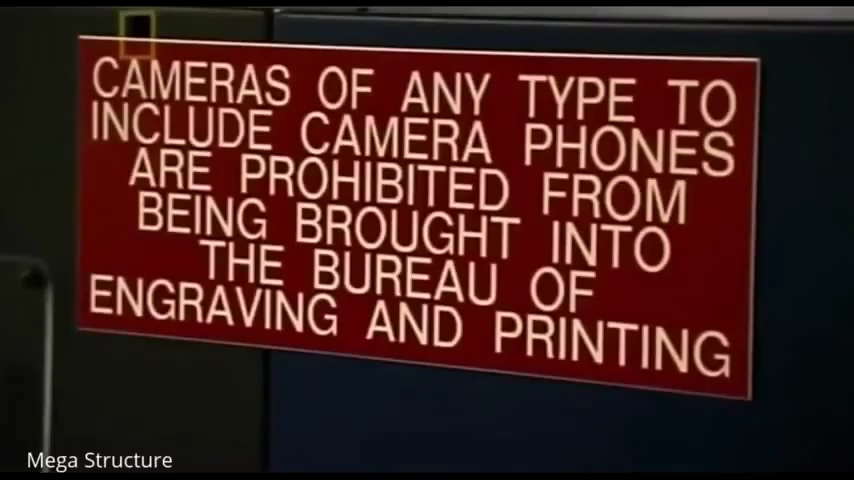 CAMERAS OF ANY TYPE TO
INCLUDE CAMERA PHONES
ARE PROHIBITED FROM
BEING BROUGHT INTO
THE BUREAU OF
ENGRAVING AND PRINTING
Mega Structure